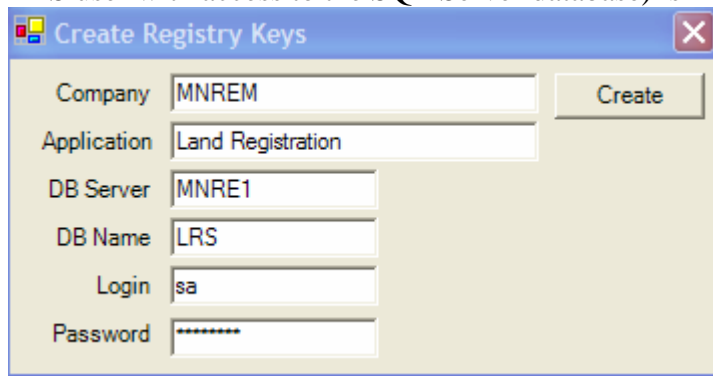 Create Registry Keys
Company MNREM Create
Application Land Registration
DB Server MNRE1
DB Name LRS
Login sa
Password ********